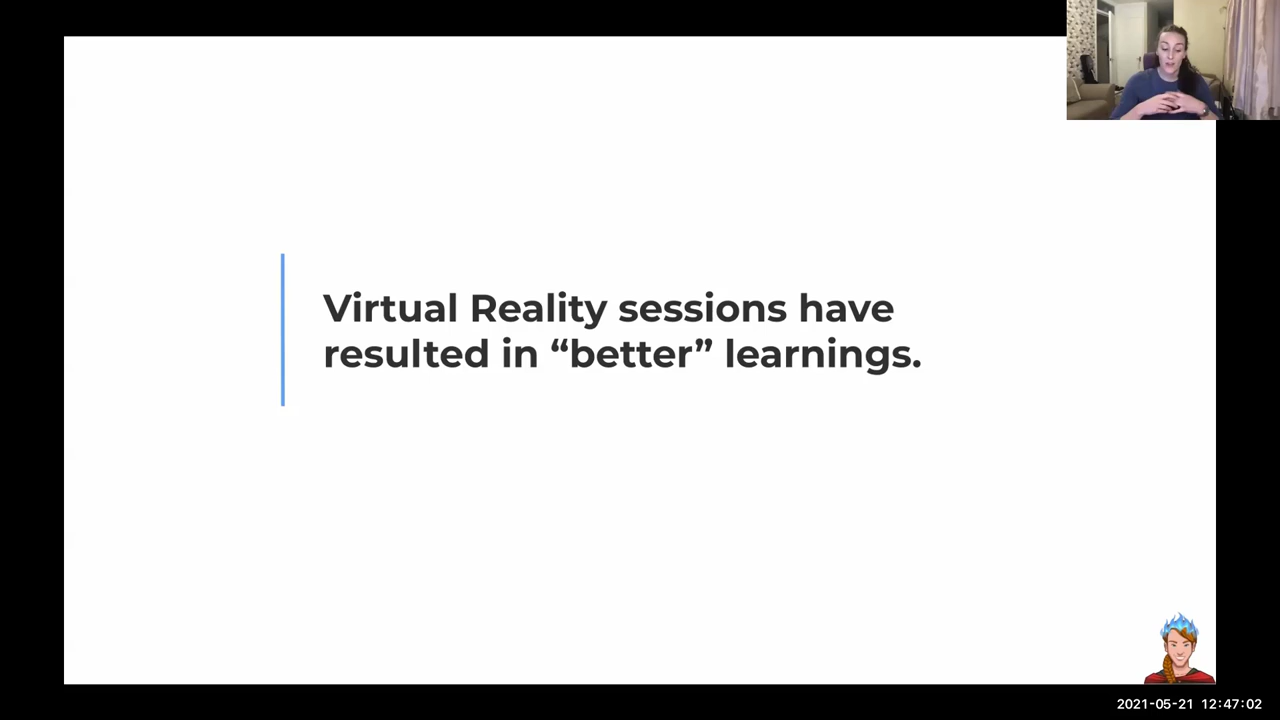 Virtual Reality sessions have
resulted in “better” learnings.
2021-05-21 12:47:02